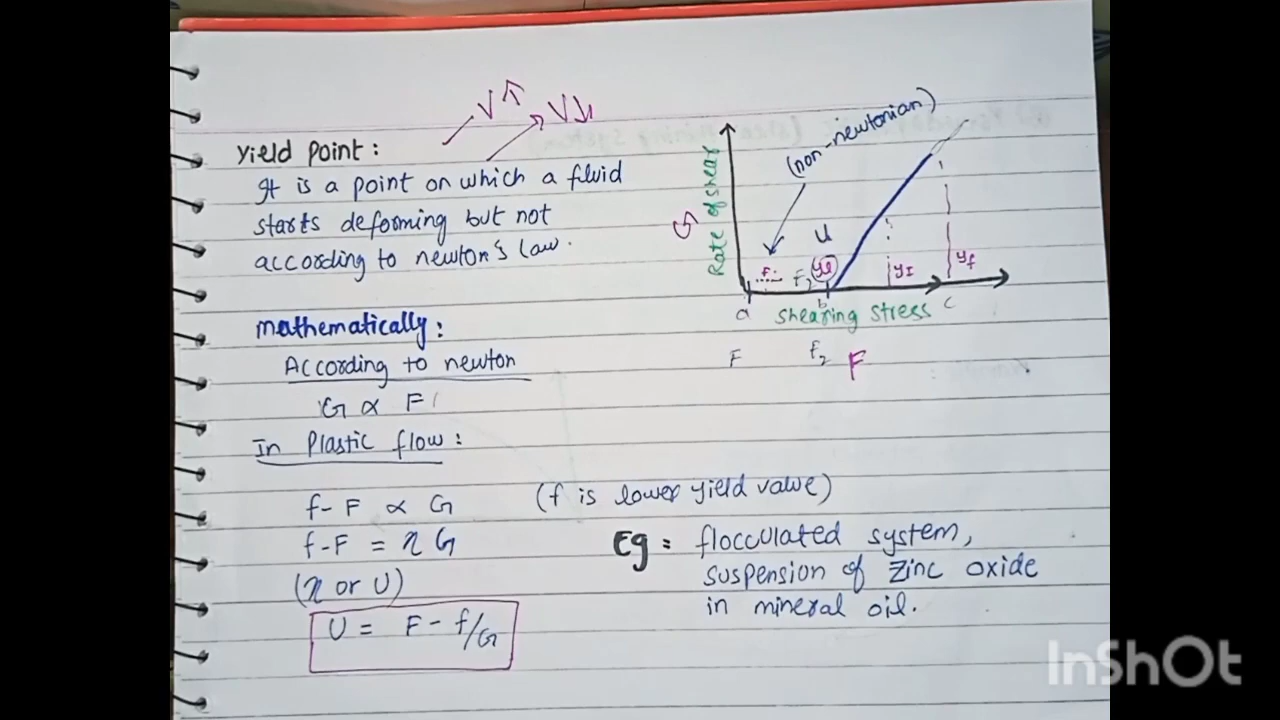 V↑
V↓
Yield Point:
It is a point on which a fluid
starts deforming but not
according to newton's law.
mathematically:
According to newton
G ∝ F
In Plastic flow:
f- F ∝ G
f-F = η G
(η or U)
U = F - f/G
(non-newtonian)
Rate of shear
G
U
f
F2
yI
yf
a
b
c
shearing stress
F
f2
F
(f is lower yield value)
Eg: flocculated system,
suspension of Zinc oxide
in mineral oil.
InShOt